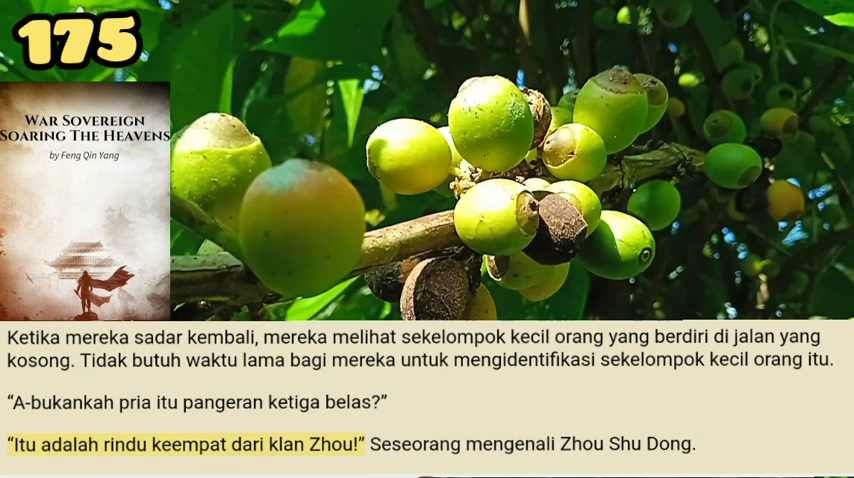 175
WAR SOVEREIGN
SOARING THE HEAVENS
by Feng Qin Yang
Ketika mereka sadar kembali, mereka melihat sekelompok kecil orang yang berdiri di jalan yang
kosong. Tidak butuh waktu lama bagi mereka untuk mengidentifikasi sekelompok kecil orang itu.
“A-bukankah pria itu pangeran ketiga belas?”
“Itu adalah rindu keempat dari klan Zhou!” Seseorang mengenali Zhou Shu Dong.